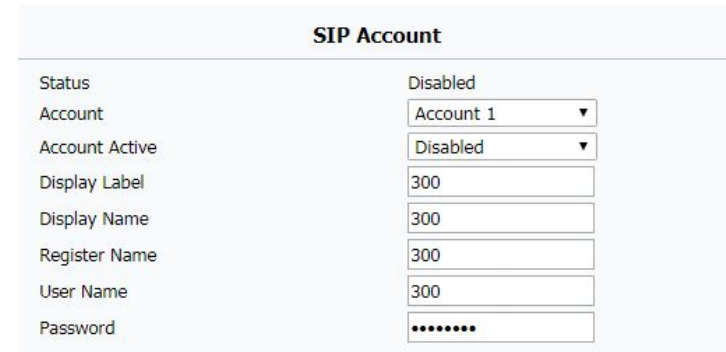 SIP Account
Status Disabled
Account Account 1
Account Active Disabled
Display Label 300
Display Name 300
Register Name 300
User Name 300
Password ••••••••